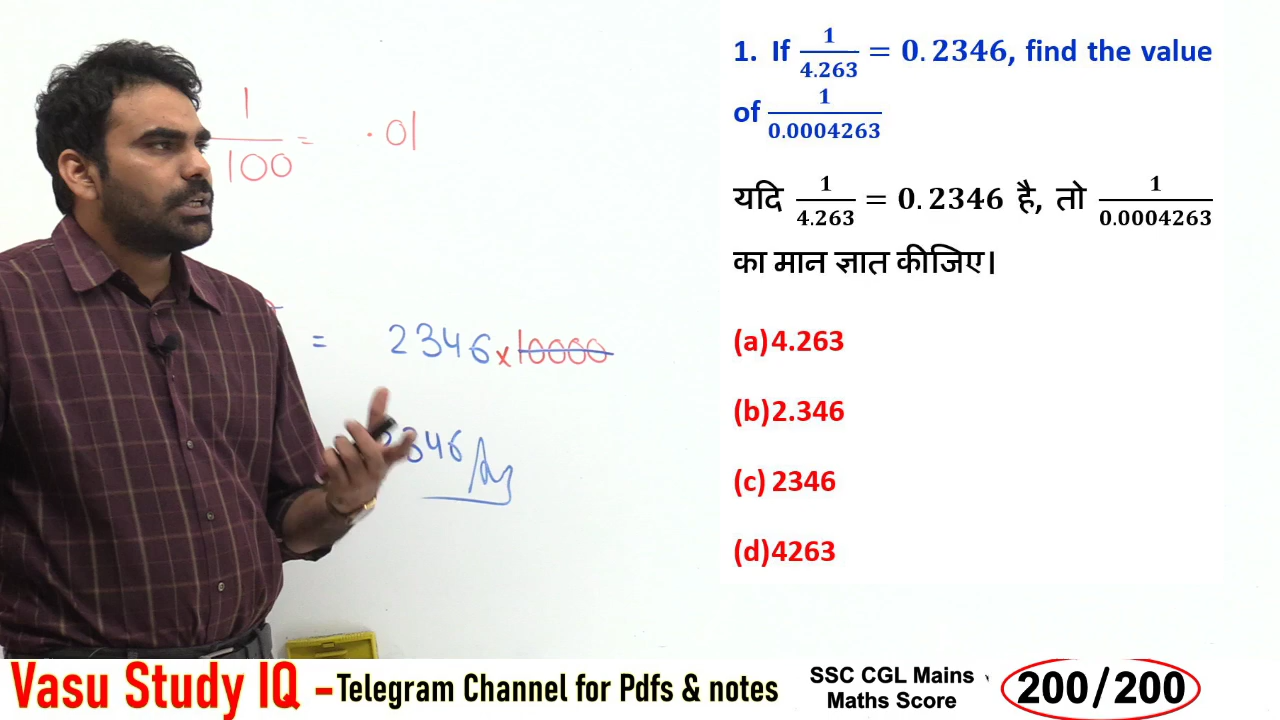 1
100
= .01
= 2346 × 10000
2346 Ans
1. If 1/4.263 = 0.2346, find the value
of 1/0.0004263
यदि 1/4.263 = 0.2346 है, तो 1/0.0004263
का मान ज्ञात कीजिए।
(a)4.263
(b)2.346
(c) 2346
(d)4263
Vasu Study IQ – Telegram Channel for Pdfs & notes
SSC CGL Mains
Maths Score
200/200